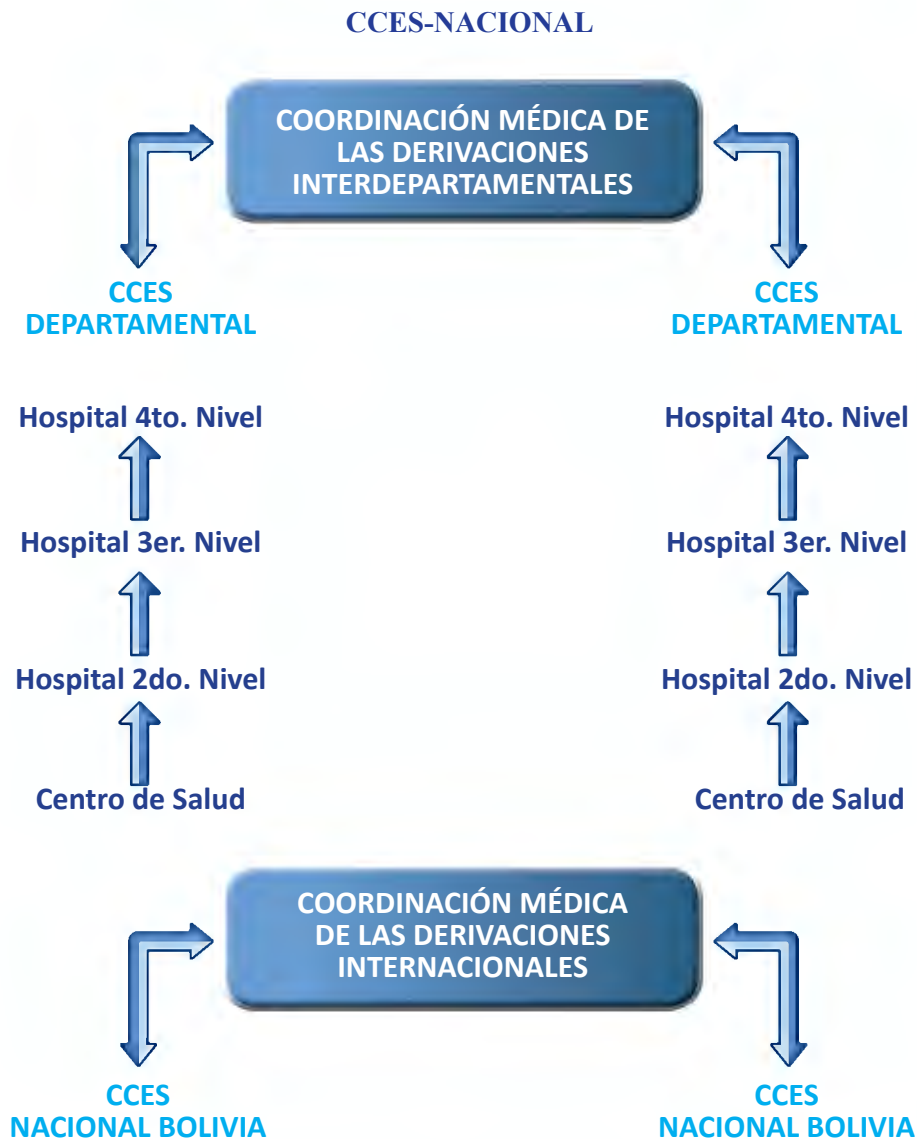 CCES-NACIONAL
COORDINACIÓN MÉDICA DE
LAS DERIVACIONES
INTERDEPARTAMENTALES
CCES
DEPARTAMENTAL
CCES
DEPARTAMENTAL
Hospital 4to. Nivel
Hospital 4to. Nivel
Hospital 3er. Nivel
Hospital 3er. Nivel
Hospital 2do. Nivel
Hospital 2do. Nivel
Centro de Salud
Centro de Salud
COORDINACIÓN MÉDICA
DE LAS DERIVACIONES
INTERNACIONALES
CCES
NACIONAL BOLIVIA
CCES
NACIONAL BOLIVIA